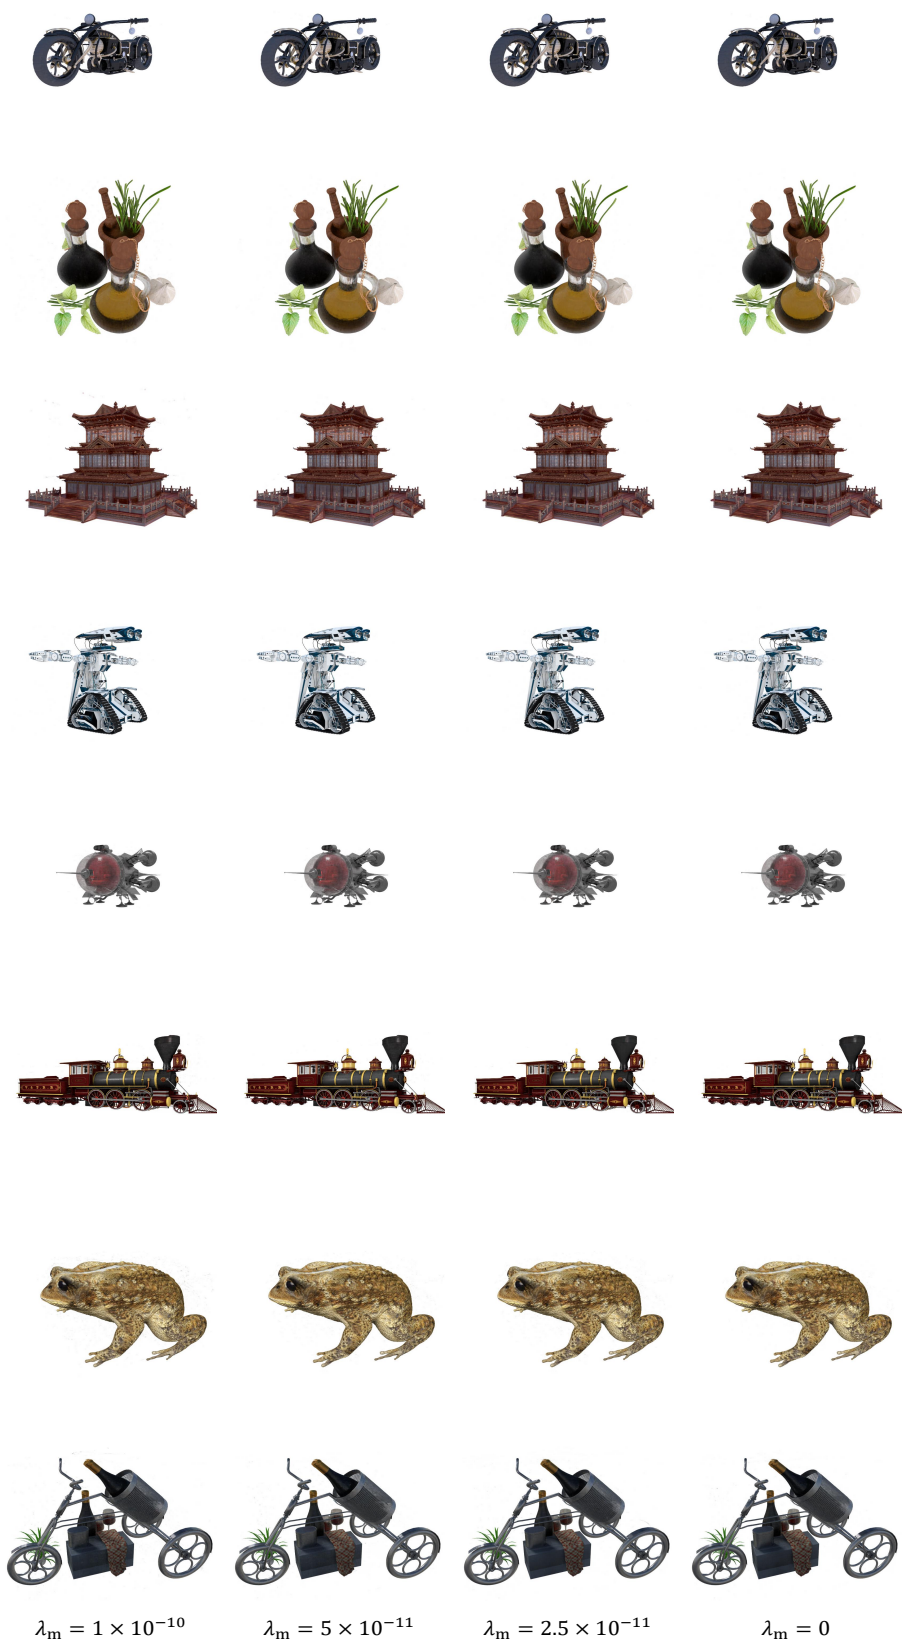 λₘ = 1 × 10⁻¹⁰ λₘ = 5 × 10⁻¹¹ λₘ = 2.5 × 10⁻¹¹ λₘ = 0